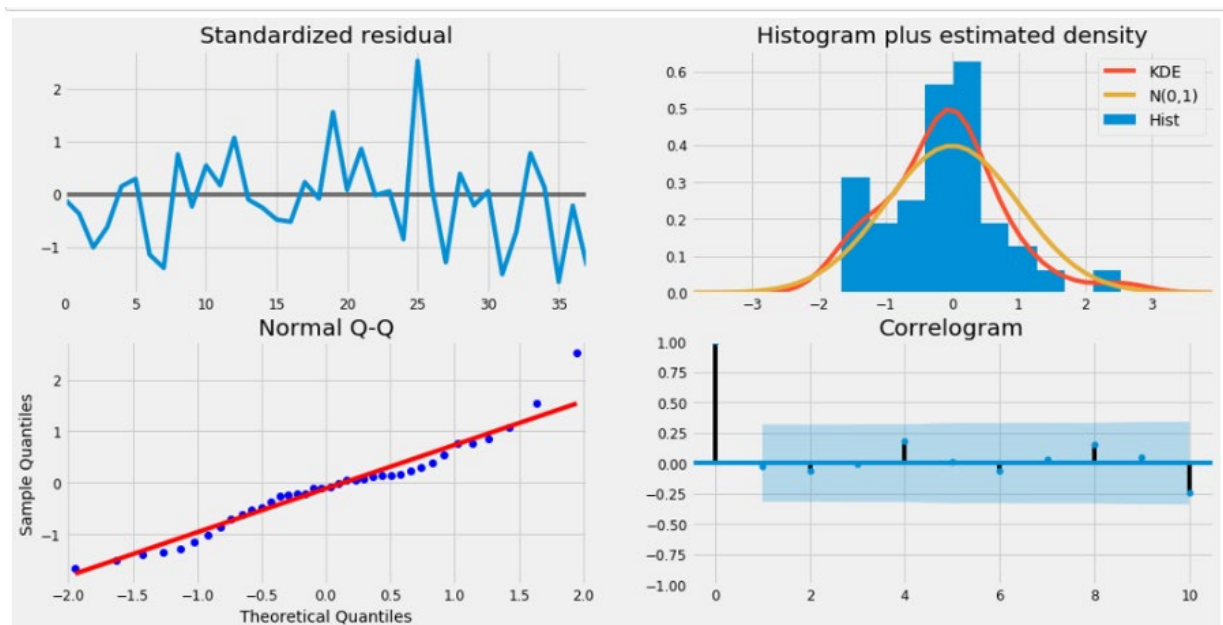 Standardized residual
2
1
0
−1
0 5 10 15 20 25 30 35
Histogram plus estimated density
0.6
0.5
0.4
0.3
0.2
0.1
0.0
KDE
N(0,1)
Hist
−3 −2 −1 0 1 2 3
Normal Q-Q
Sample Quantiles
2
1
0
−1
−2.0 −1.5 −1.0 −0.5 0.0 0.5 1.0 1.5 2.0
Theoretical Quantiles
Correlogram
1.00
0.75
0.50
0.25
0.00
−0.25
−0.50
−0.75
−1.00
0 2 4 6 8 10